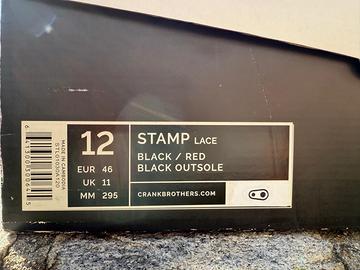 12
EUR 46
UK 11
MM 295
STAMP LACE
BLACK / RED
BLACK OUTSOLE
CRANKBROTHERS.COM
MADE IN CAMBODIA